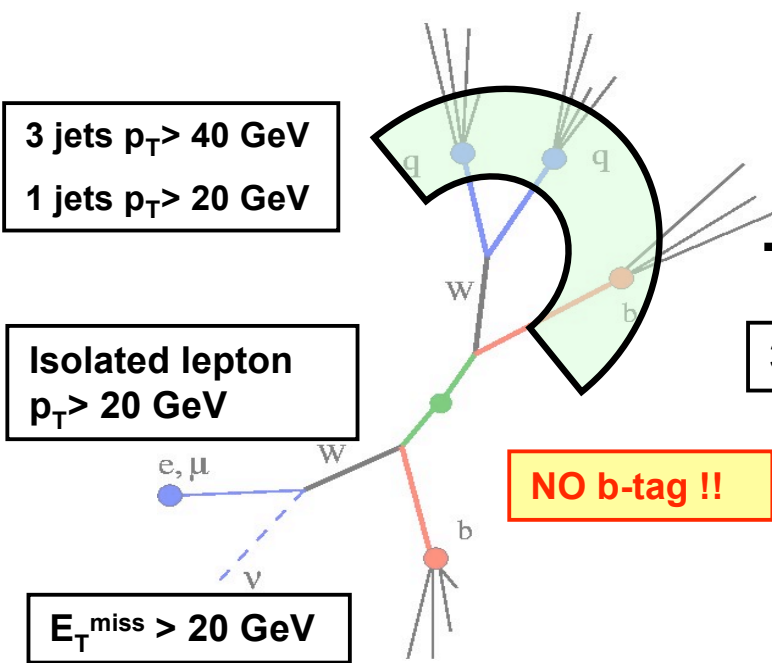 3 jets p_T> 40 GeV
1 jets p_T> 20 GeV
q
q
W
b
Isolated lepton
p_T> 20 GeV
W
e, μ
NO b-tag !!
b
ν
E_T^miss > 20 GeV